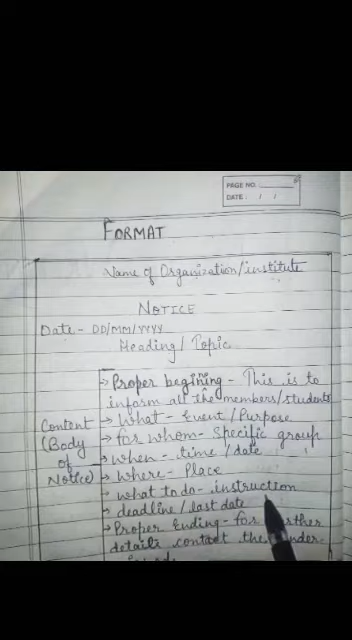 PAGE NO.
DATE : / /
FORMAT
Name of Organization/institute
NOTICE
Date - DD/MM/YYYY
Heading / Topic
→ Proper begining - This is to
inform all the members/students
→ What - Event / Purpose
Content → for whom - Specific group
(Body → when - time / date
of → Where - Place
Notice) → what to do - instruction
→ deadline / last date
→ Proper Ending - for
details contact the under-